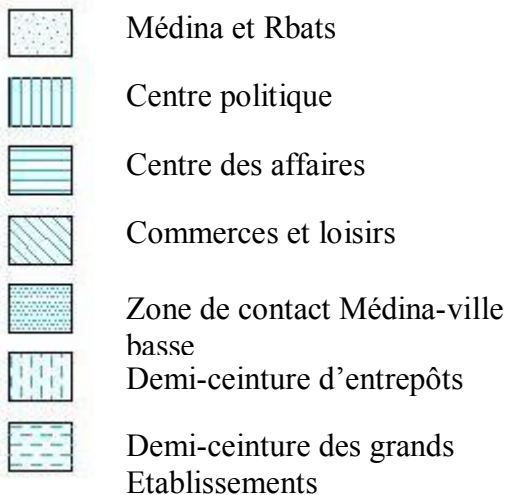 Médina et Rbats
Centre politique
Centre des affaires
Commerces et loisirs
Zone de contact Médina-ville
basse
Demi-ceinture d’entrepôts
Demi-ceinture des grands
Etablissements